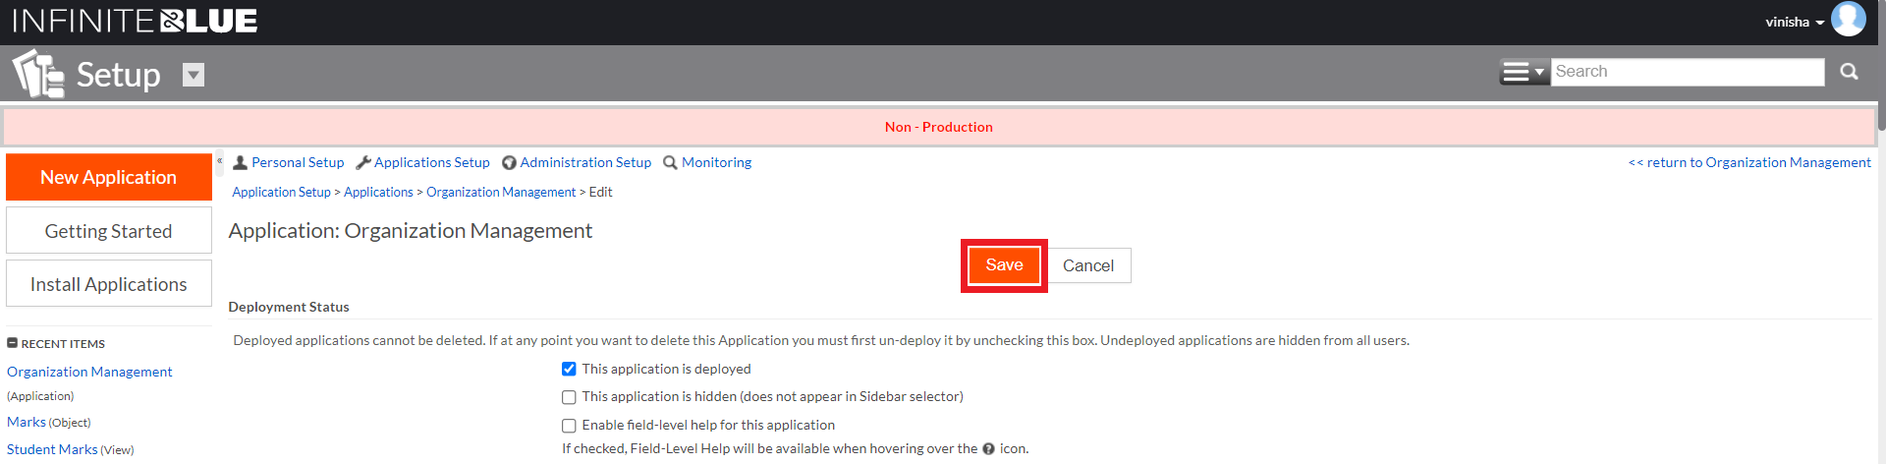 INFINITE BLUE
vinisha
Setup
Search
Non - Production
New Application
Getting Started
Install Applications
RECENT ITEMS
Organization Management
(Application)
Marks (Object)
Student Marks (View)
«
Personal Setup Applications Setup Administration Setup Monitoring
<< return to Organization Management
Application Setup > Applications > Organization Management > Edit
Application: Organization Management
Save Cancel
Deployment Status
Deployed applications cannot be deleted. If at any point you want to delete this Application you must first un-deploy it by unchecking this box. Undeployed applications are hidden from all users.
This application is deployed
This application is hidden (does not appear in Sidebar selector)
Enable field-level help for this application
If checked, Field-Level Help will be available when hovering over the ? icon.